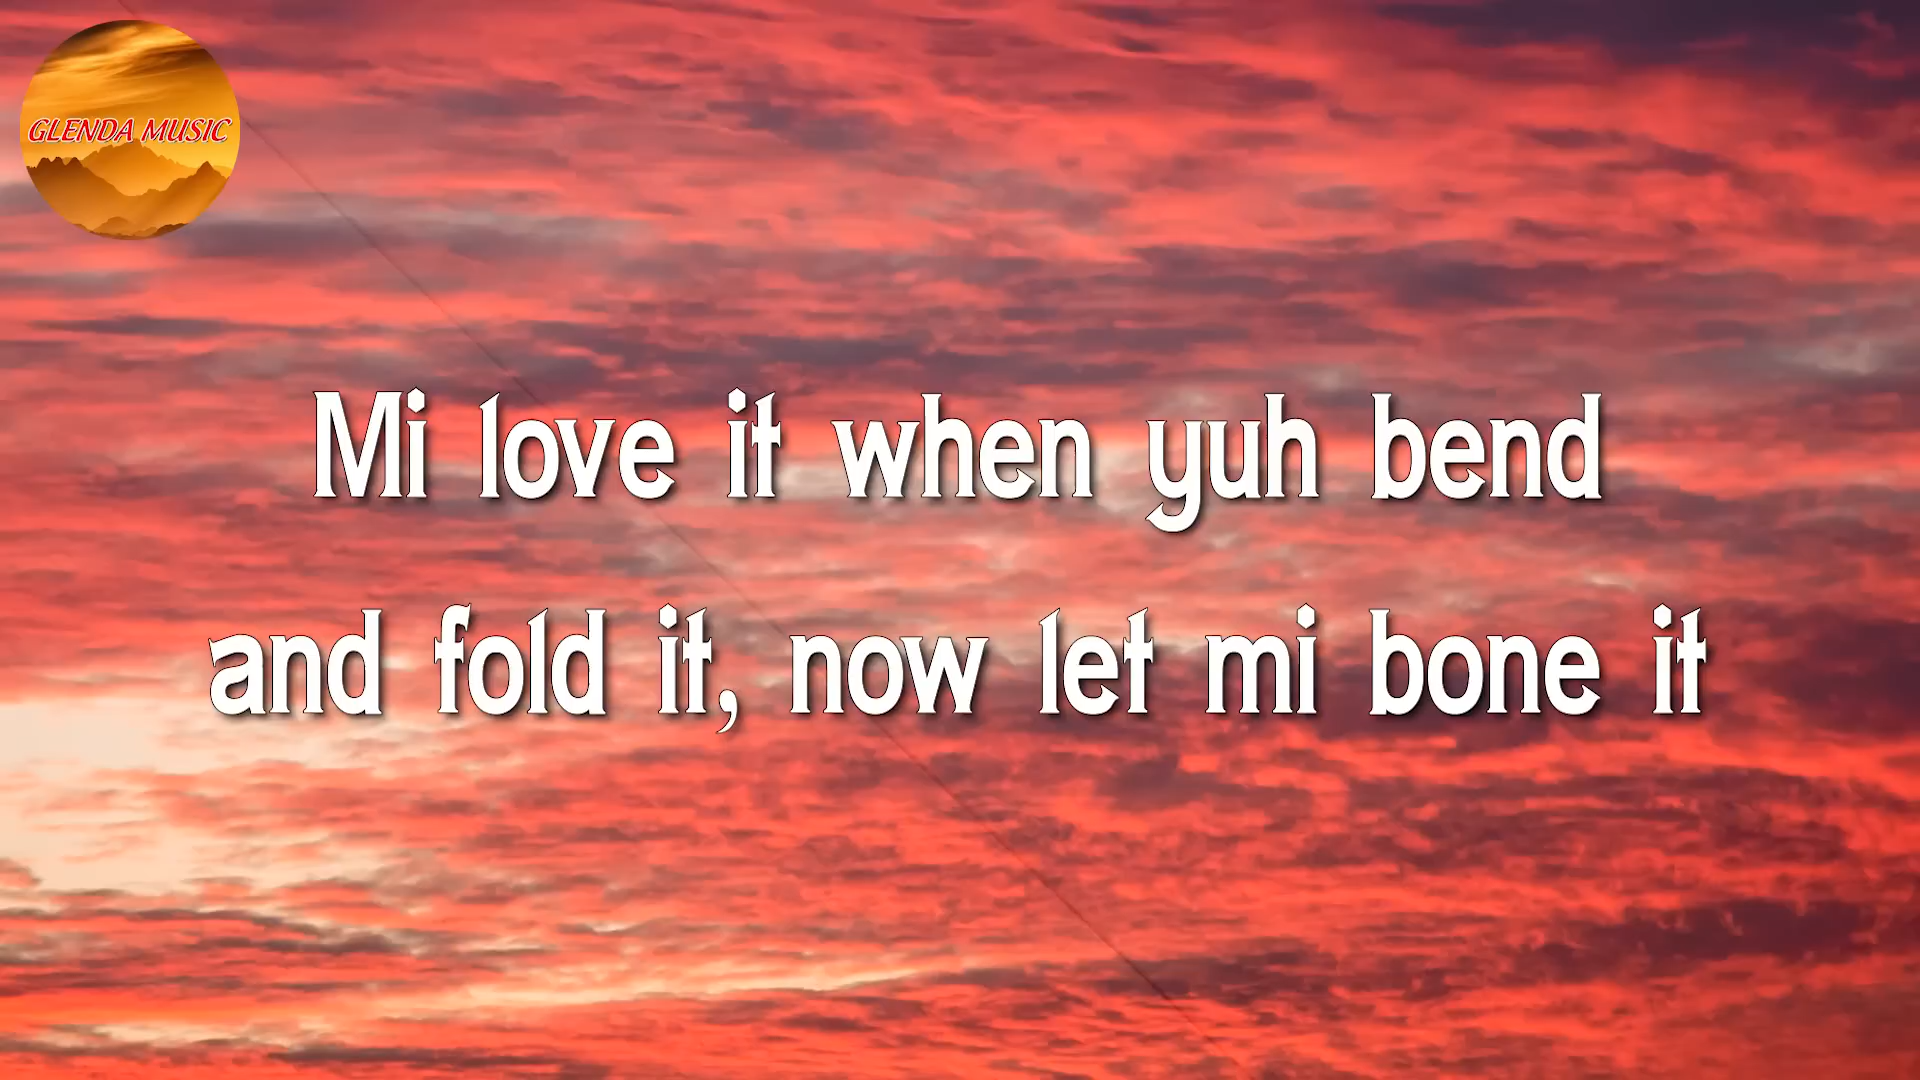 GLENDA MUSIC
Mi love it when yuh bend
and fold it, now let mi bone it